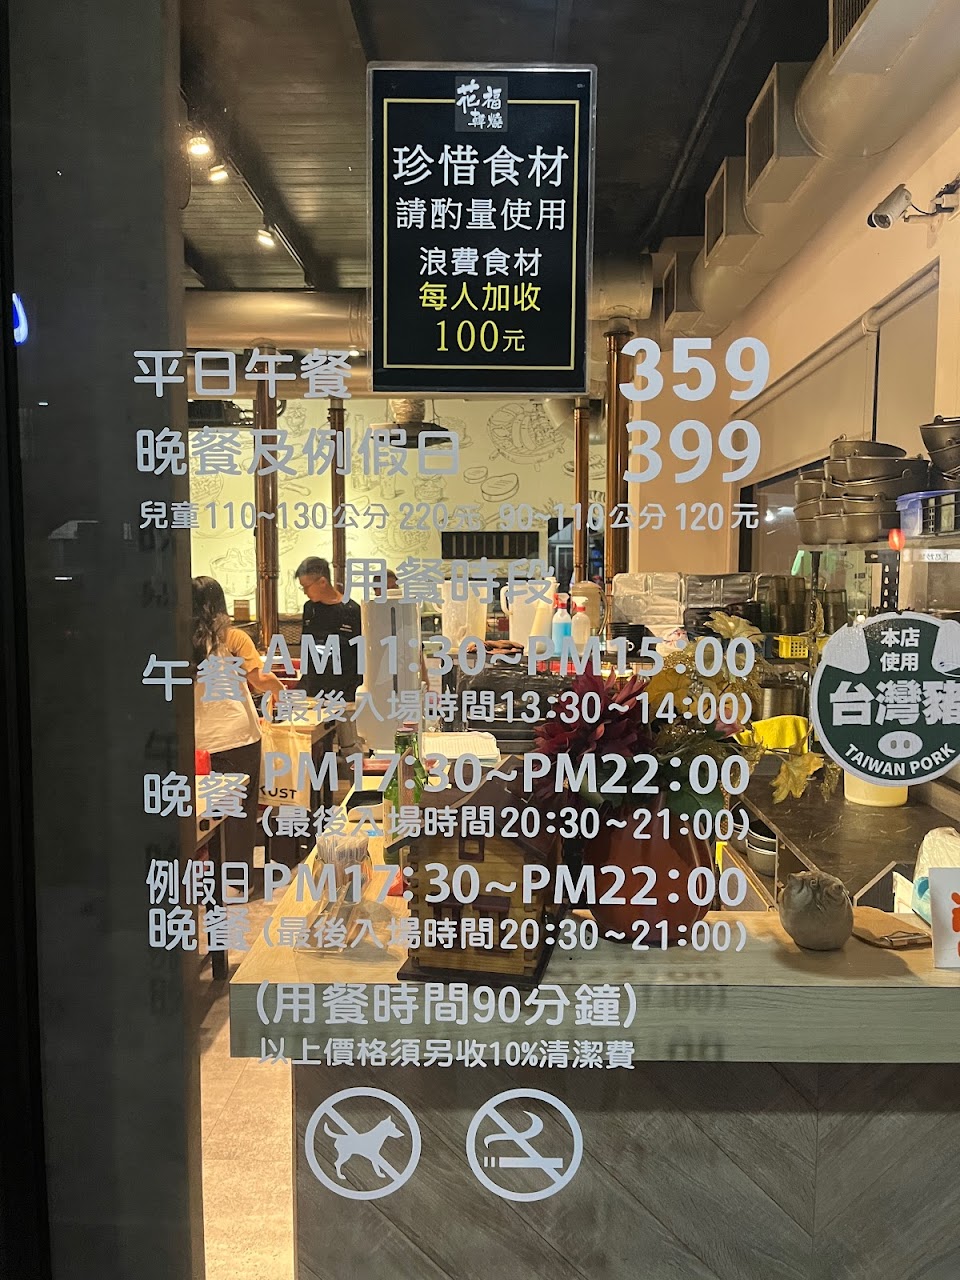 花福
韓燒
珍惜食材
請酌量使用
浪費食材
每人加收
100元
平日午餐 359
晚餐及例假日 399
兒童110~130公分 220元 90~110公分 120元
用餐時段
午餐 AM11:30~PM15:00
(最後入場時間13:30~14:00)
晚餐 PM17:30~PM22:00
(最後入場時間20:30~21:00)
例假日 PM17:30~PM22:00
晚餐 (最後入場時間20:30~21:00)
(用餐時間90分鐘)
以上價格須另收10%清潔費
本店
使用
台灣豬
TAIWAN PORK